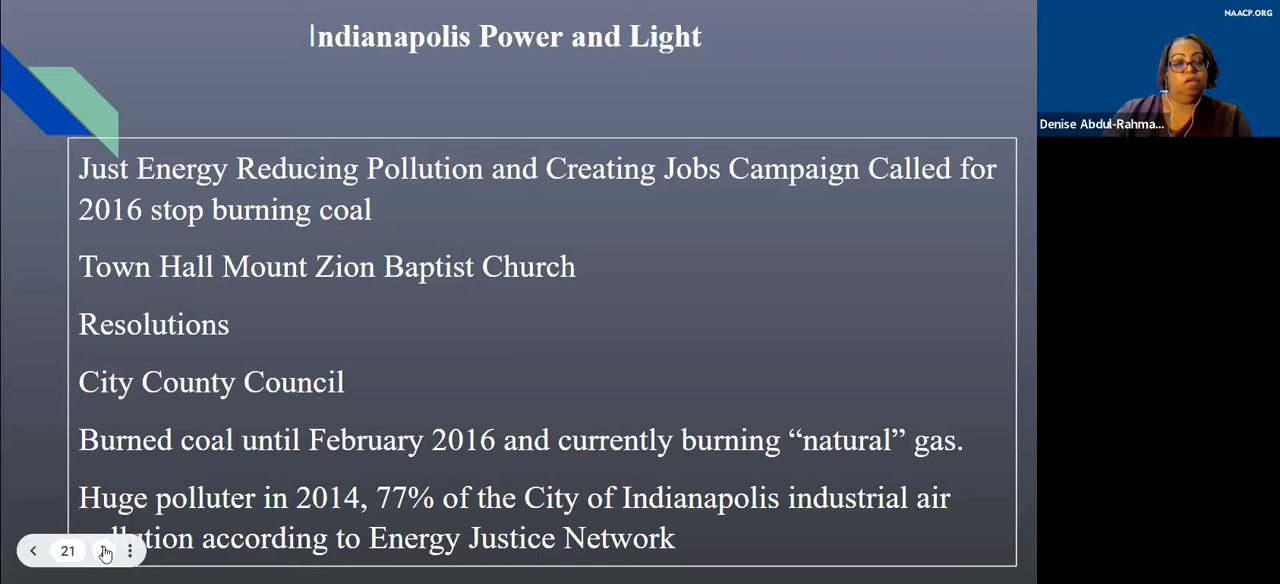 Indianapolis Power and Light
NAACP.ORG
Denise Abdul-Rahma...
Just Energy Reducing Pollution and Creating Jobs Campaign Called for
2016 stop burning coal
Town Hall Mount Zion Baptist Church
Resolutions
City County Council
Burned coal until February 2016 and currently burning “natural” gas.
Huge polluter in 2014, 77% of the City of Indianapolis industrial air
according to Energy Justice Network
21